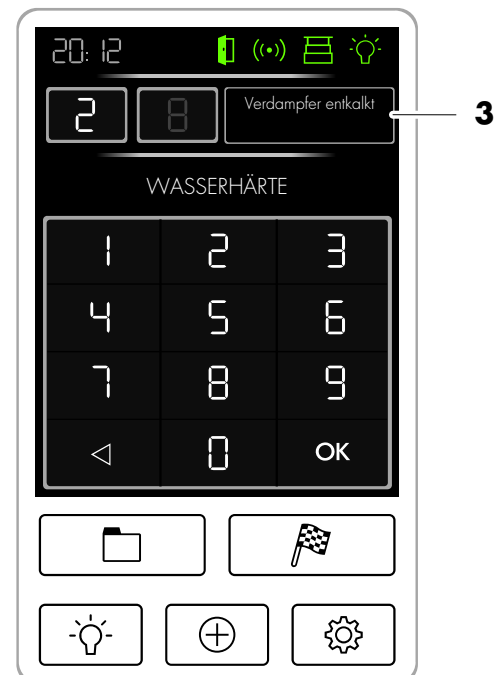 20:12
2 8 Verdampfer entkalkt 3
WASSERHÄRTE
1 2 3
4 5 6
7 8 9
0 OK